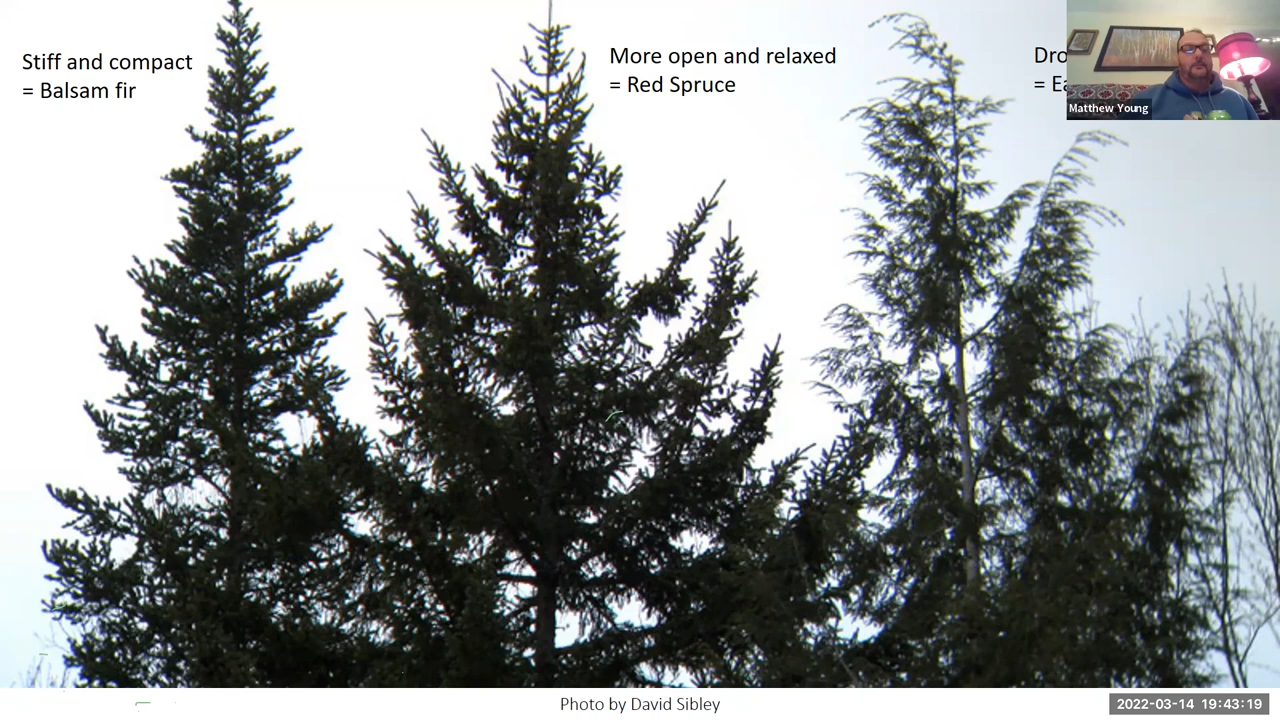 Stiff and compact
= Balsam fir
More open and relaxed
= Red Spruce
Matthew Young
Photo by David Sibley
2022-03-14 19:43:19